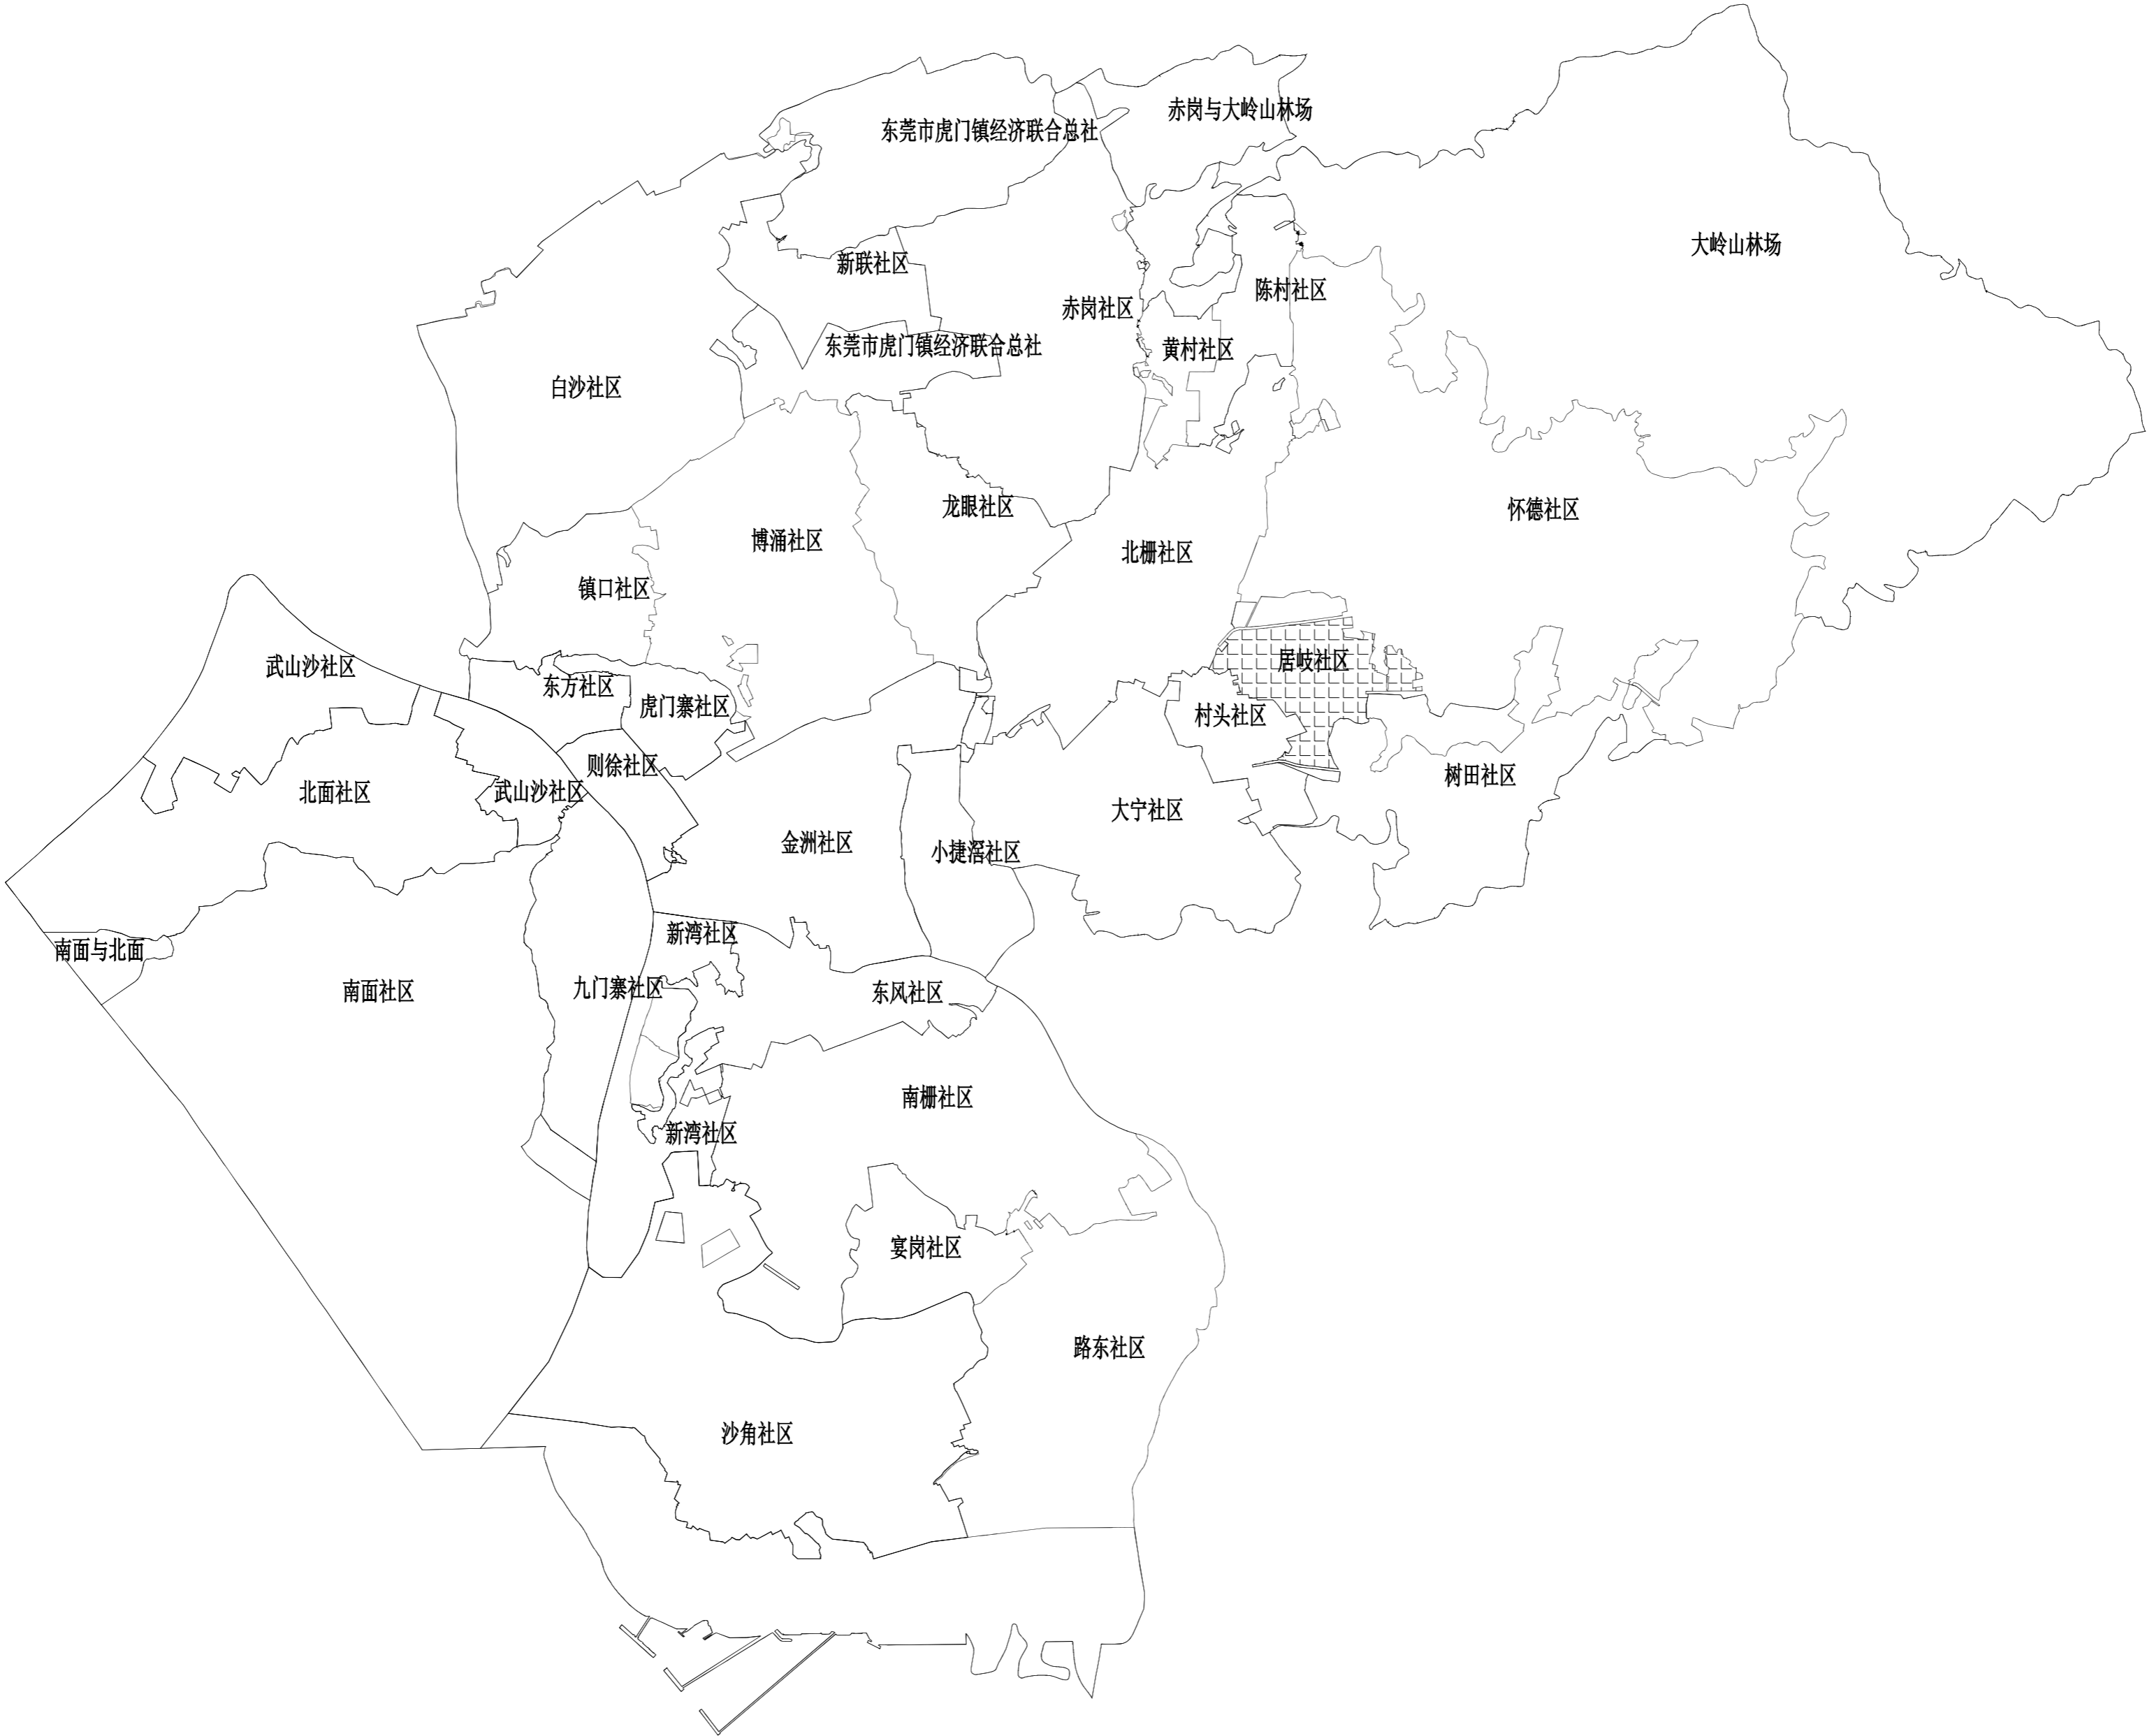 赤岗与大岭山林场
东莞市虎门镇经济联合总社
大岭山林场
新联社区
陈村社区
赤岗社区
东莞市虎门镇经济联合总社
黄村社区
白沙社区
龙眼社区
怀德社区
博涌社区
北栅社区
镇口社区
武山沙社区
居岐社区
东方社区
虎门寨社区
村头社区
则徐社区
树田社区
北面社区
武山沙社区
大宁社区
金洲社区
小捷滘社区
新湾社区
南面与北面
九门寨社区
南面社区
东风社区
南栅社区
新湾社区
宴岗社区
路东社区
沙角社区